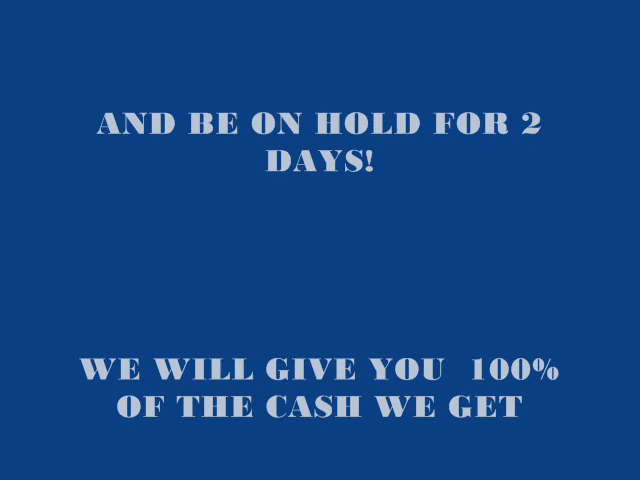 AND BE ON HOLD FOR 2
DAYS!
WE WILL GIVE YOU  100%
OF THE CASH WE GET